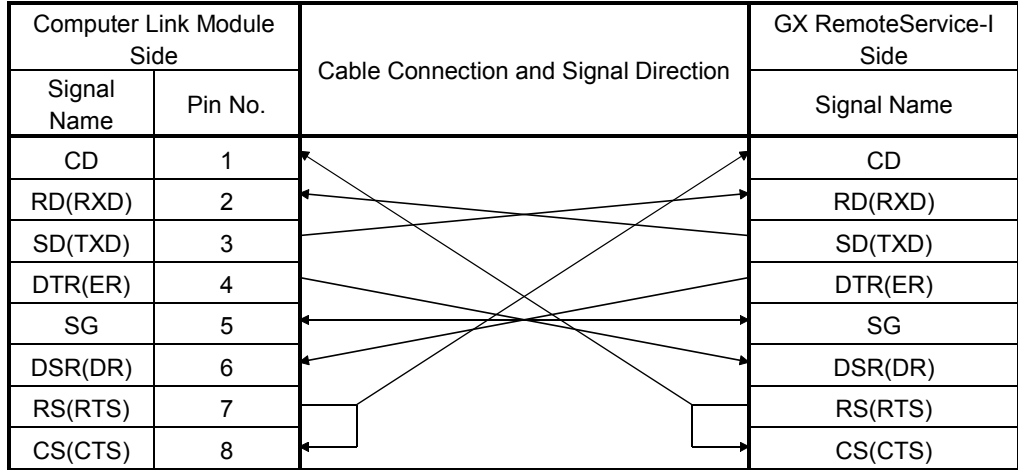 Computer Link Module
Side
Cable Connection and Signal Direction
GX RemoteService-I
Side
Signal
Name
Pin No.
Signal Name
CD 1 CD
RD(RXD) 2 RD(RXD)
SD(TXD) 3 SD(TXD)
DTR(ER) 4 DTR(ER)
SG 5 SG
DSR(DR) 6 DSR(DR)
RS(RTS) 7 RS(RTS)
CS(CTS) 8 CS(CTS)